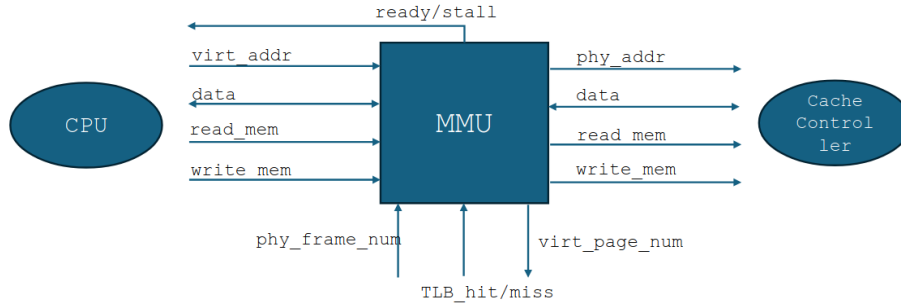 ready/stall
virt_addr
phy_addr
data
data
CPU
MMU
Cache
Control
ler
read_mem
read_mem
write_mem
write_mem
phy_frame_num
virt_page_num
TLB_hit/miss